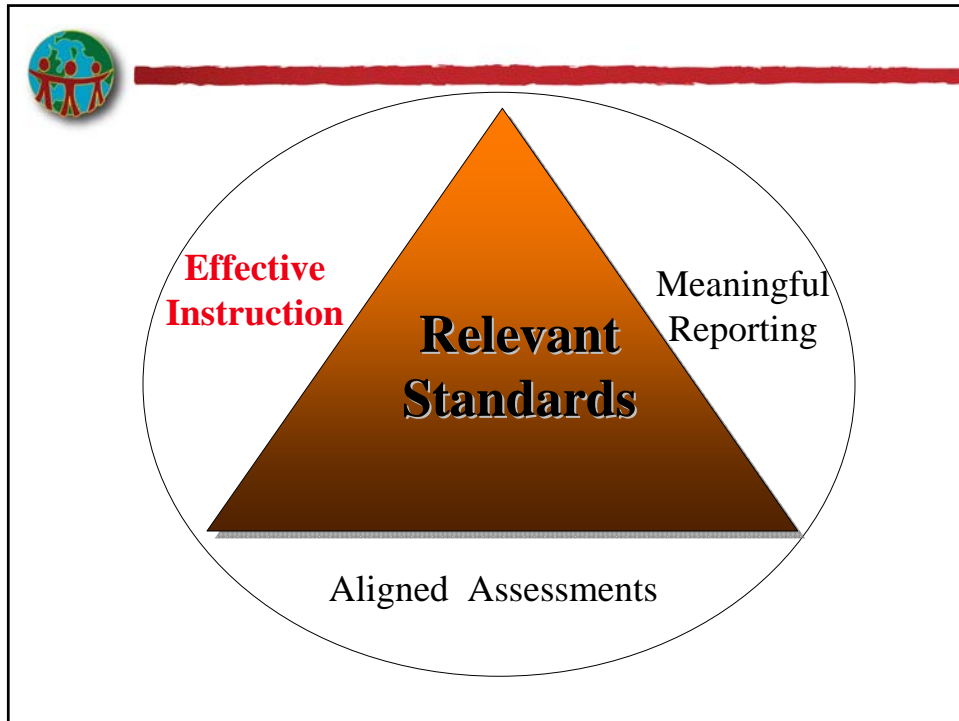 Effective
Instruction
Meaningful
Reporting
Relevant
Standards
Aligned Assessments